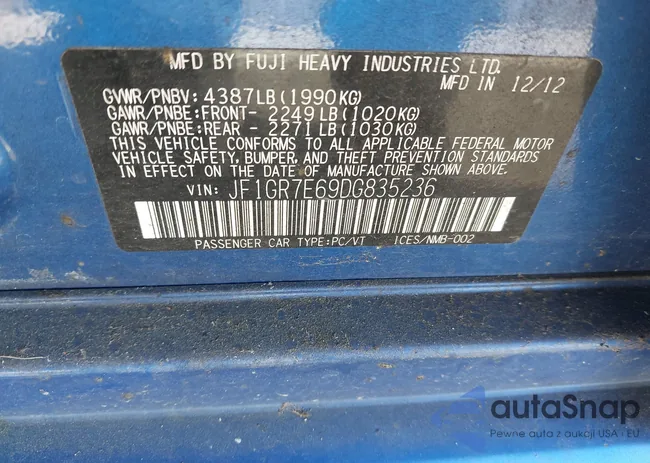 MFD BY FUJI HEAVY INDUSTRIES LTD.
MFD IN 12/12
GVWR/PNBV: 4387LB(1990KG)
GAWR/PNBE:FRONT- 2249LB(1020KG)
GAWR/PNBE:REAR - 2271LB(1030KG)
THIS VEHICLE CONFORMS TO ALL APPLICABLE FEDERAL MOTOR
VEHICLE SAFETY, BUMPER, AND THEFT PREVENTION STANDARDS
IN EFFECT ON THE DATE OF MANUFACTURE SHOWN ABOVE.
VIN: JF1GR7E69DG835236
PASSENGER CAR TYPE:PC/VT ICES/NMB-002
autoSnap
Pewne auta z aukcji USA i EU